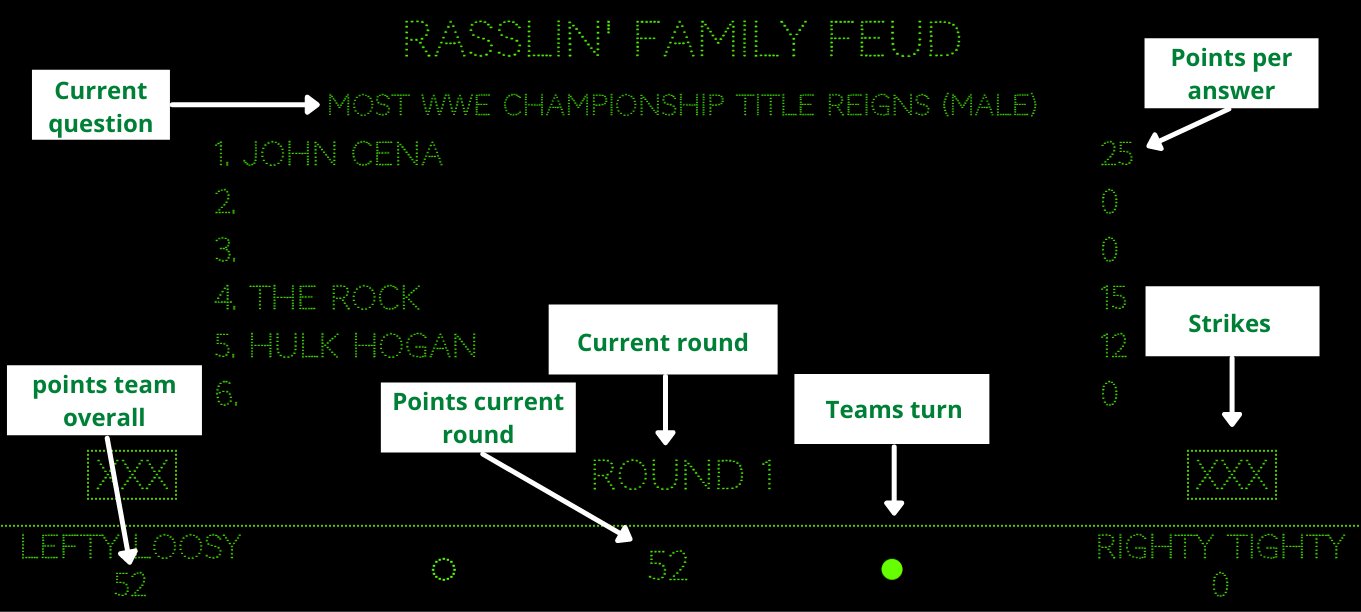 RASSLIN' FAMILY FEUD
Current
question
MOST WWE CHAMPIONSHIP TITLE REIGNS (MALE)
Points per
answer
1. JOHN CENA 25
2. 0
3. 0
4. THE ROCK 15
5. HULK HOGAN 12
6. 0
Current round
Strikes
points team
overall
Points current
round
Teams turn
XXX
ROUND 1
XXX
LEFTY LOOSY
52
52
RIGHTY TIGHTY
0